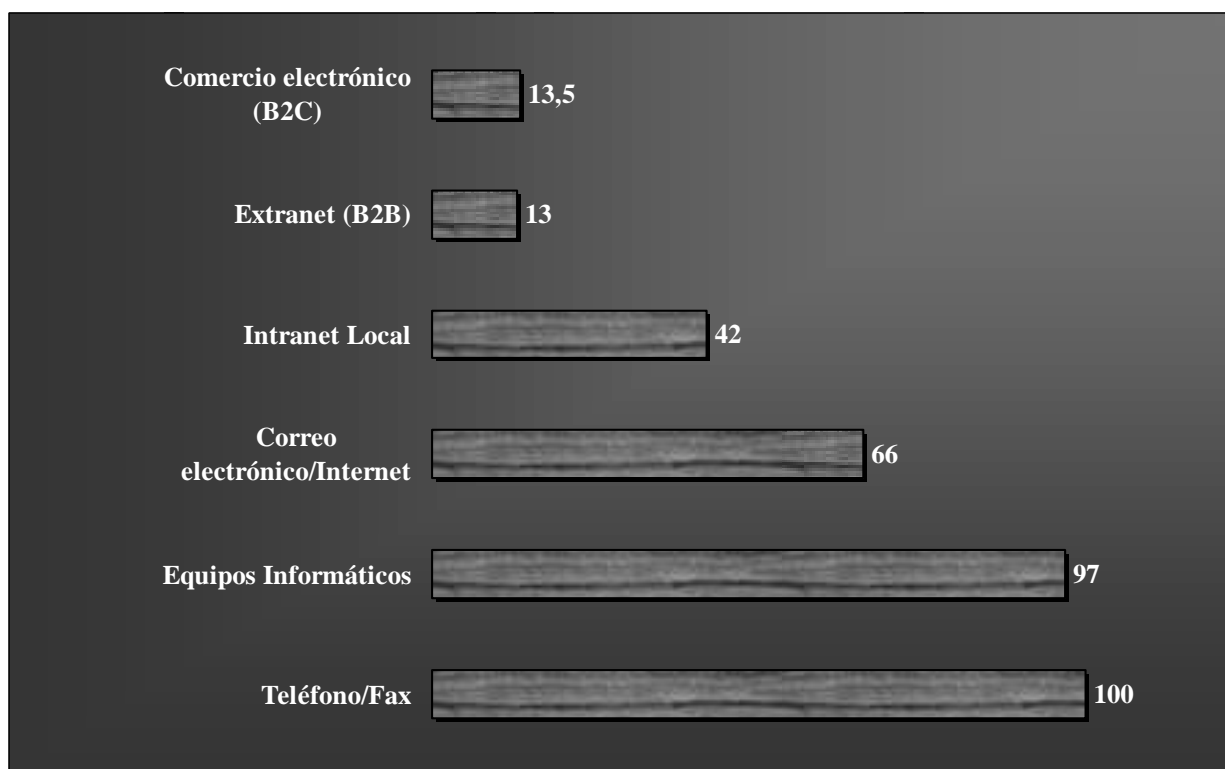 Comercio electrónico
(B2C)
13,5
Extranet (B2B)
13
Intranet Local
42
Correo
electrónico/Internet
66
Equipos Informáticos
97
Teléfono/Fax
100